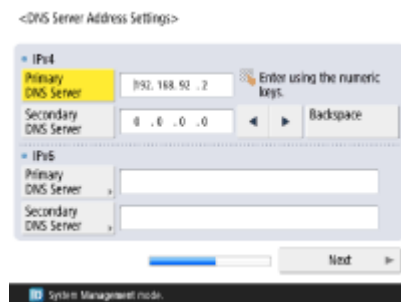 <DNS Server Address Settings>
IPv4
Primary
DNS Server
192. 168. 92 . 2
Enter using the numeric
keys.
Secondary
DNS Server
0 . 0 . 0 . 0
◀ ▶
Backspace
IPv6
Primary
DNS Server
Secondary
DNS Server
Next
System Management mode.